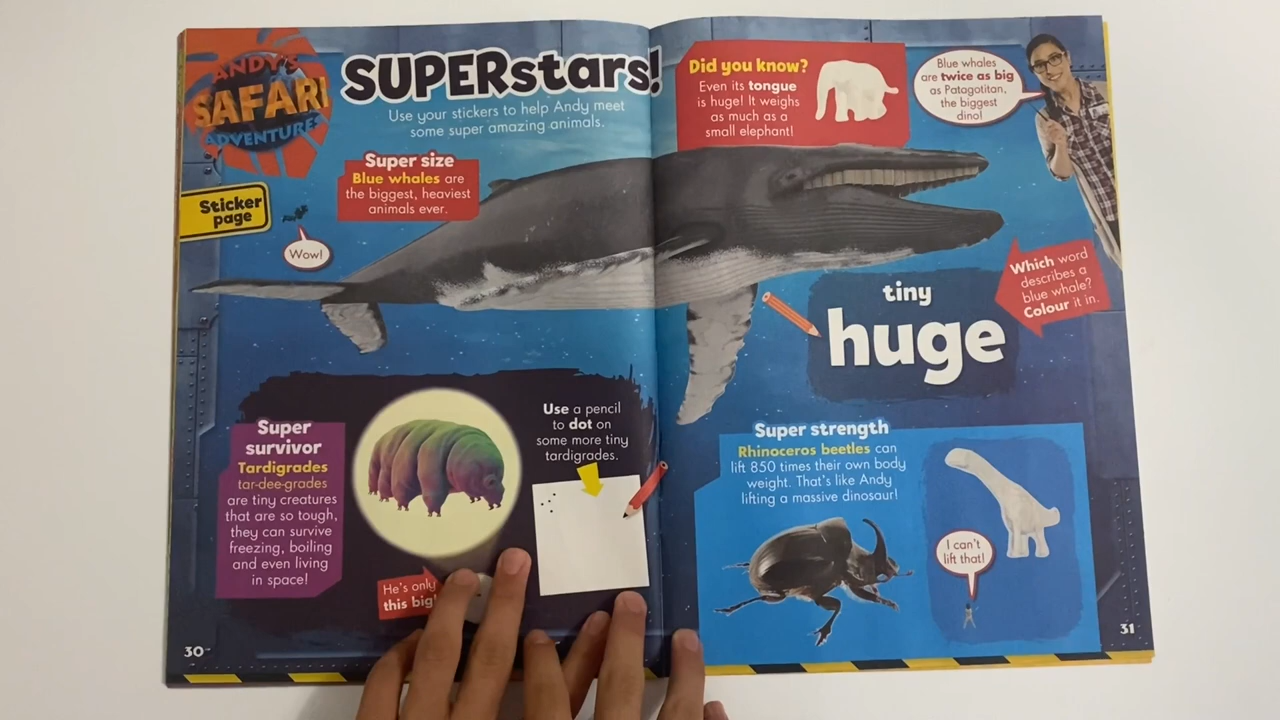 ANDY'S
SAFARI
ADVENTURES
SUPERstars!
Use your stickers to help Andy meet
some super amazing animals.
Sticker
page
Super size
Blue whales are
the biggest, heaviest
animals ever.
Wow!
Did you know?
Even its tongue
is huge! It weighs
as much as a
small elephant!
Blue whales
are twice as big
as Patagotitan,
the biggest
dino!
Which word
describes a
blue whale?
Colour it in.
tiny
huge
Super
survivor
Tardigrades
tar-dee-grades
are tiny creatures
that are so tough,
they can survive
freezing, boiling
and even living
in space!
He's only
this big!
Use a pencil
to dot on
some more tiny
tardigrades.
Super strength
Rhinoceros beetles can
lift 850 times their own body
weight. That's like Andy
lifting a massive dinosaur!
I can't
lift that!
30
31